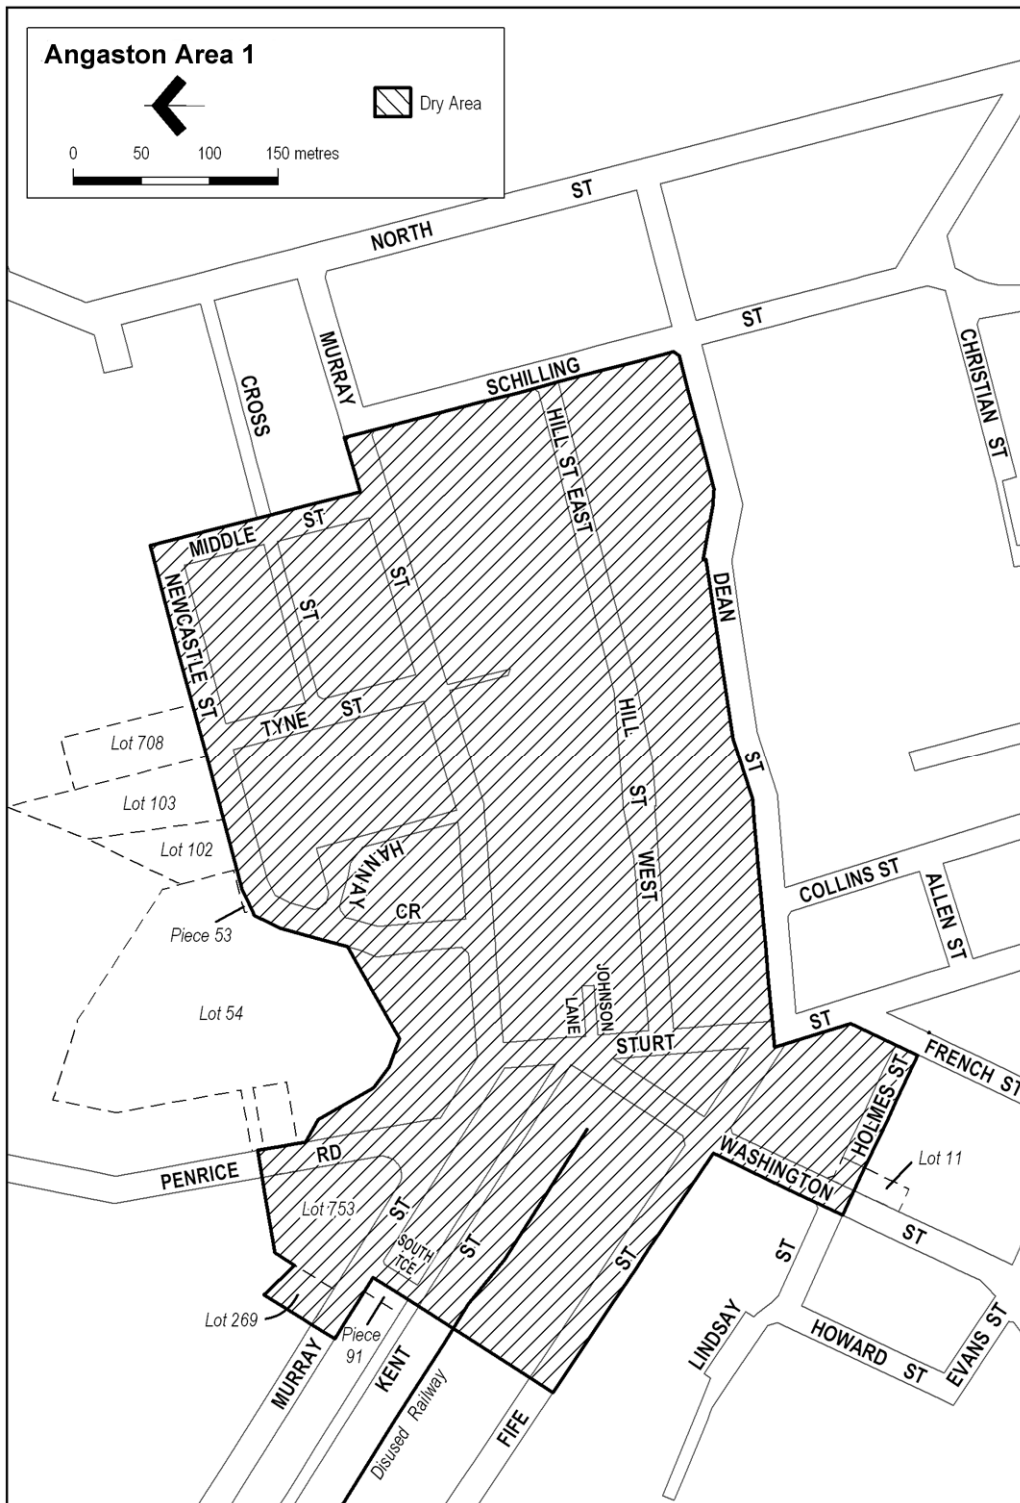 Angaston Area 1
Dry Area
0 50 100 150 metres
NORTH ST
MURRAY
CROSS
SCHILLING ST
CHRISTIAN ST
HILL ST EAST
MIDDLE ST
NEWCASTLE ST
ST
ST
DEAN
TYNE ST
HILL ST WEST
ST
Lot 708
Lot 103
Lot 102
HANNAY
CR
COLLINS ST
ALLEN ST
Piece 53
Lot 54
LANE
JOHNSON
STURT
ST
FRENCH ST
HOLMES ST
PENRICE RD
WASHINGTON
Lot 11
Lot 753
ST
SOUTH
TCE
ST
ST
ST
ST
Lot 269
Piece
91
MURRAY
KENT
Disused Railway
FIFE
LINDSAY
HOWARD ST
EVANS ST